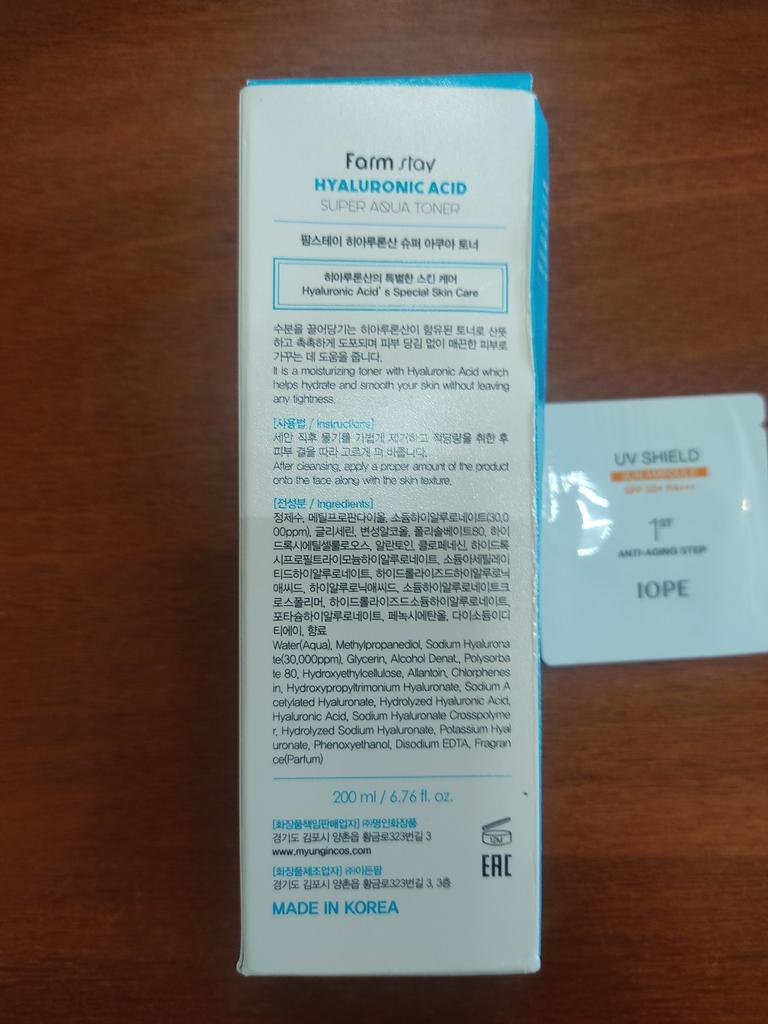 Farm stay
HYALURONIC ACID
SUPER AQUA TONER
팜스테이 히아루론산 슈퍼 아쿠아 토너
히아루론산의 특별한 스킨 케어
Hyaluronic Acid's Special Skin Care
수분을 끌어당기는 히아루론산이 함유된 토너로 산뜻
하고 촉촉하게 도포되며 피부 당김 없이 매끈한 피부로
가꾸는 데 도움을 줍니다.
It is a moisturizing toner with Hyaluronic Acid which
helps hydrate and smooth your skin without leaving
any tightness.
[사용법 / Instructions]
세안 직후 물기를 가볍게 제거하고 적당량을 취한 후
피부 결을 따라 고르게 펴 바릅니다.
After cleansing, apply a proper amount of the product
onto the face along with the skin texture.
[전성분 / Ingredients]
정제수, 메틸프로판다이올, 소듐하이알루로네이트(30,0
00ppm), 글리세린, 변성알코올, 폴리솔베이트80, 하이
드록시에틸셀룰로오스, 알란토인, 클로페네신, 하이드록
시프로필트라이모늄하이알루로네이트, 소듐아세틸레이
티드하이알루로네이트, 하이드롤라이즈드하이알루로닉
애씨드, 하이알루로닉애씨드, 소듐하이알루로네이트크
로스폴리머, 하이드롤라이즈드소듐하이알루로네이트,
포타슘하이알루로네이트, 페녹시에탄올, 다이소듐이디
티에이, 향료
Water(Aqua), Methylpropanediol, Sodium Hyalurona
te(30,000ppm), Glycerin, Alcohol Denat., Polysorba
te 80, Hydroxyethylcellulose, Allantoin, Chlorphenes
in, Hydroxypropyltrimonium Hyaluronate, Sodium A
cetylated Hyaluronate, Hydrolyzed Hyaluronic Acid,
Hyaluronic Acid, Sodium Hyaluronate Crosspolyme
r, Hydrolyzed Sodium Hyaluronate, Potassium Hyal
uronate, Phenoxyethanol, Disodium EDTA, Fragran
ce(Parfum)
200 ml / 6.76 fl. oz.
[화장품책임판매업자] ㈜명인화장품
경기도 김포시 양촌읍 황금로323번길 3
www.myungincos.com
12M
EAC
[화장품제조업자] ㈜아든팜
경기도 김포시 양촌읍 황금로323번길 3, 3층
MADE IN KOREA
UV SHIELD
SUN AMPOULE
SPF 50+ PA+++
1ST
ANTI-AGING STEP
IOPE